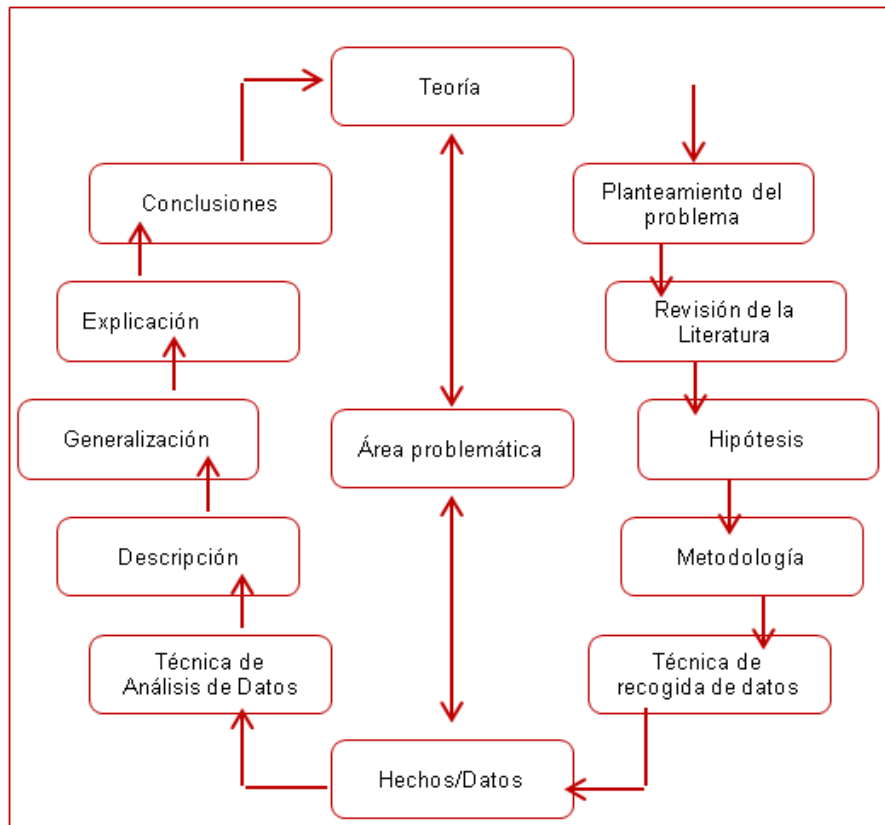 Teoría
Conclusiones
Planteamiento del
problema
Explicación
Revisión de la
Literatura
Generalización
Área problemática
Hipótesis
Descripción
Metodología
Técnica de
Análisis de Datos
Técnica de
recogida de datos
Hechos/Datos